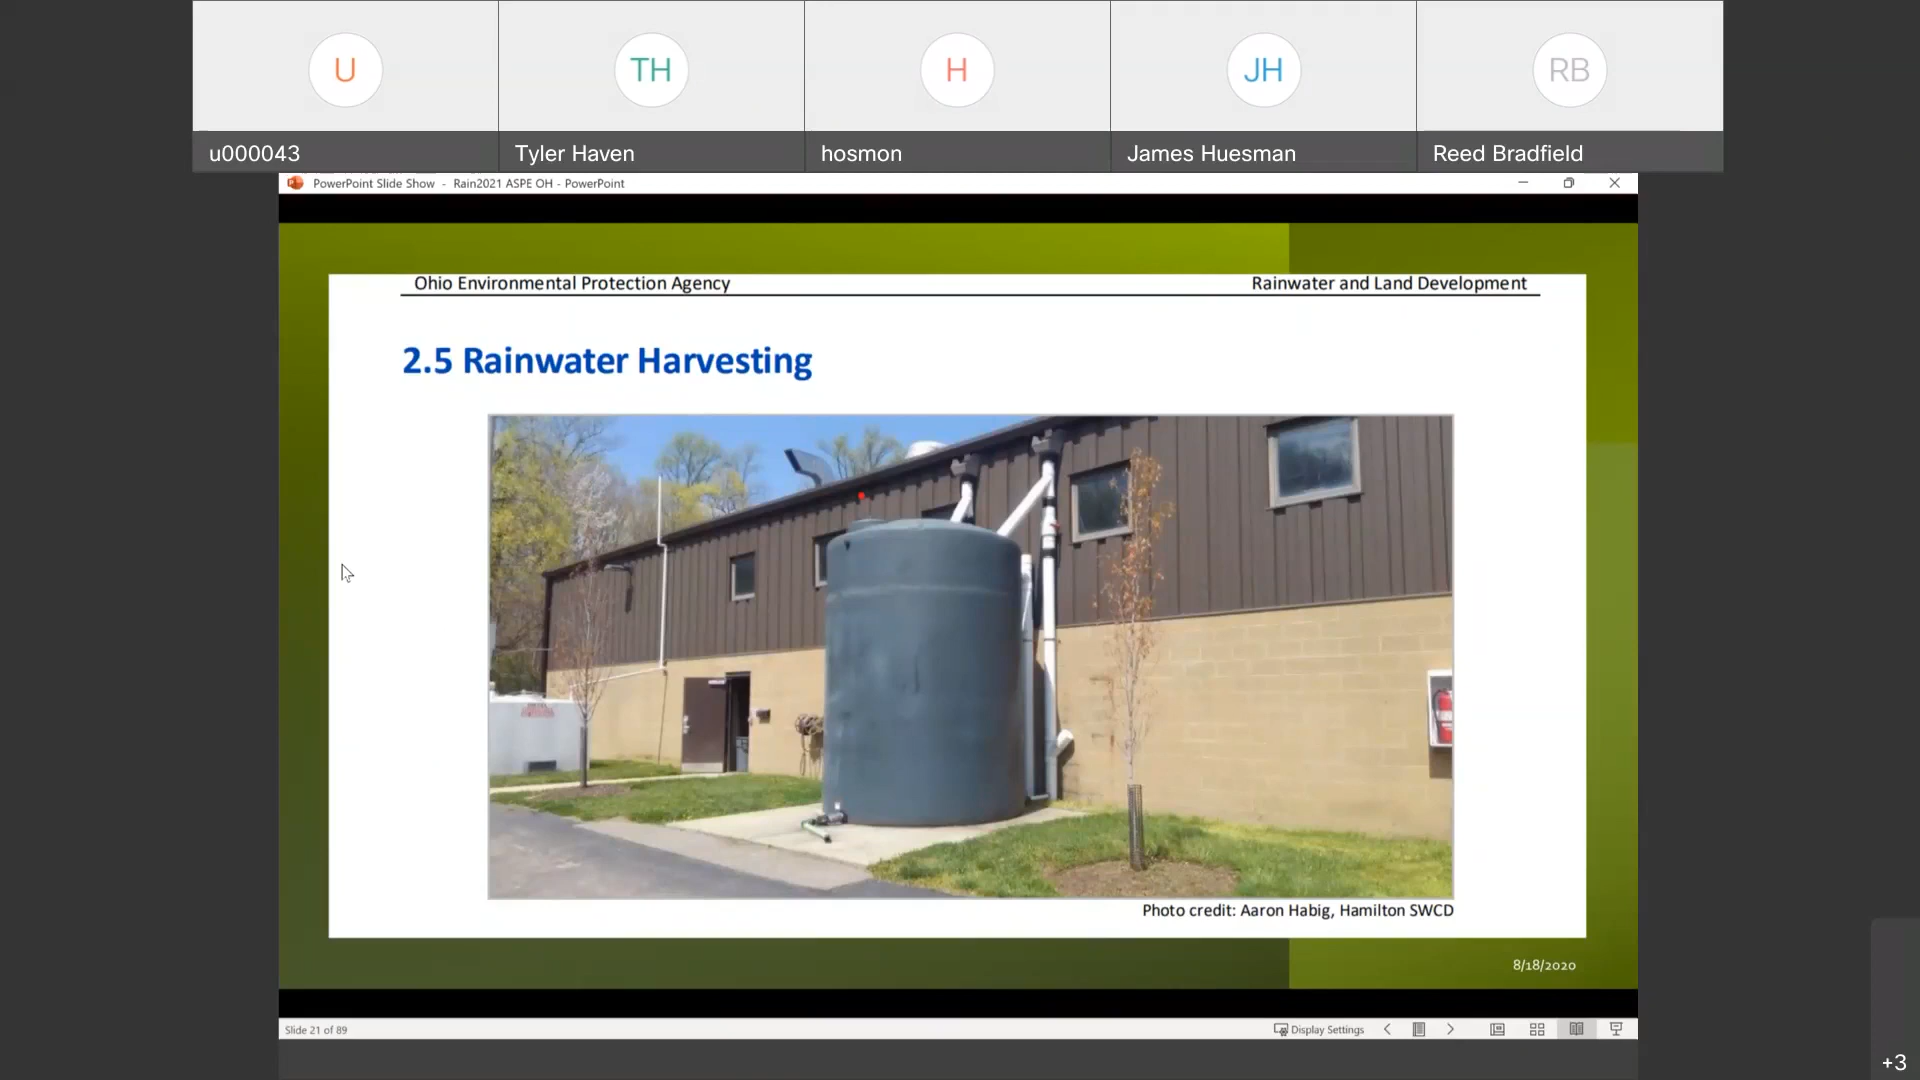 U
TH
H
JH
RB
u000043
Tyler Haven
hosmon
James Huesman
Reed Bradfield
PowerPoint Slide Show - Rain2021 ASPE OH - PowerPoint
Ohio Environmental Protection Agency
Rainwater and Land Development
2.5 Rainwater Harvesting
Photo credit: Aaron Habig, Hamilton SWCD
8/18/2020
Slide 21 of 89
Display Settings
+3